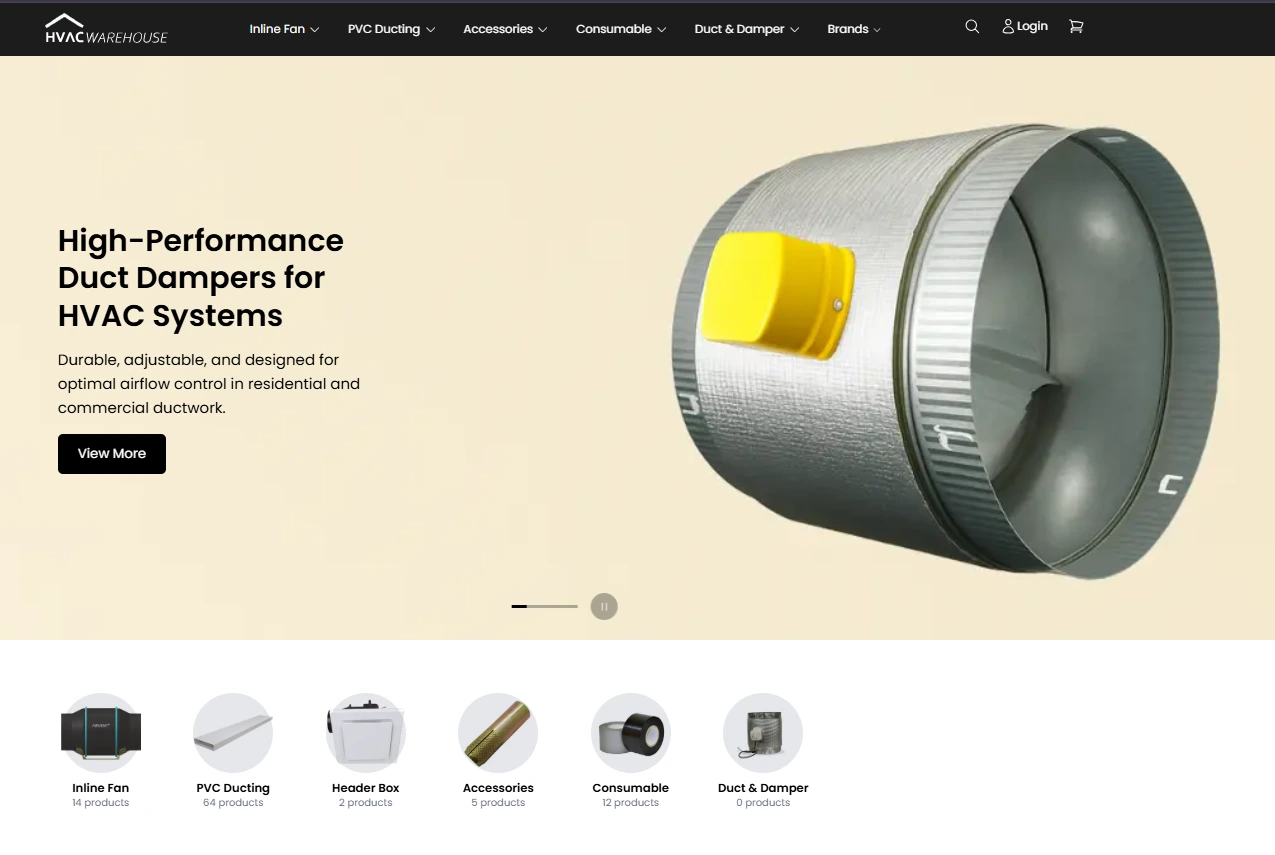 HVAC WAREHOUSE
Inline Fan
PVC Ducting
Accessories
Consumable
Duct & Damper
Brands
Login
High-Performance
Duct Dampers for
HVAC Systems
Durable, adjustable, and designed for
optimal airflow control in residential and
commercial ductwork.
View More
Inline Fan
14 products
PVC Ducting
64 products
Header Box
2 products
Accessories
5 products
Consumable
12 products
Duct & Damper
0 products